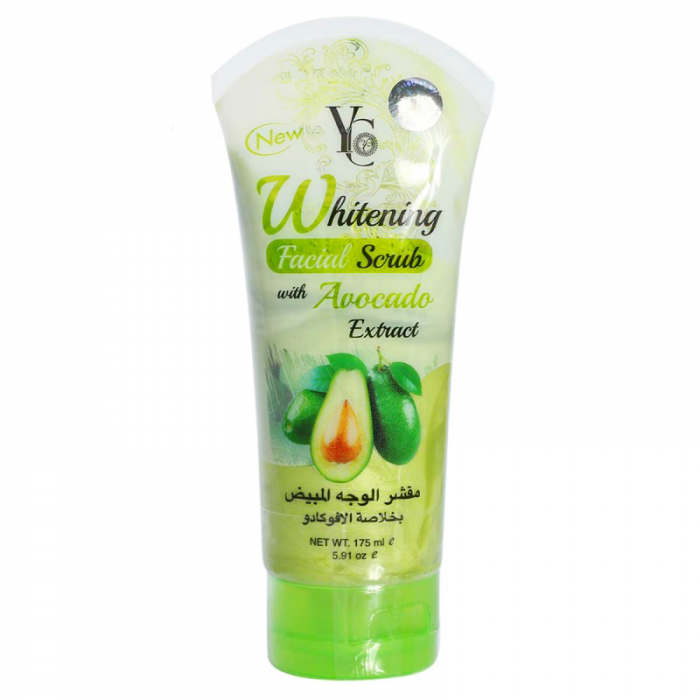 New
YC
Whitening
Facial Scrub
with Avocado
Extract
مقشر الوجه المبيض
بخلاصة الافوكادو
NET WT. 175 ml e
5.91 oz e